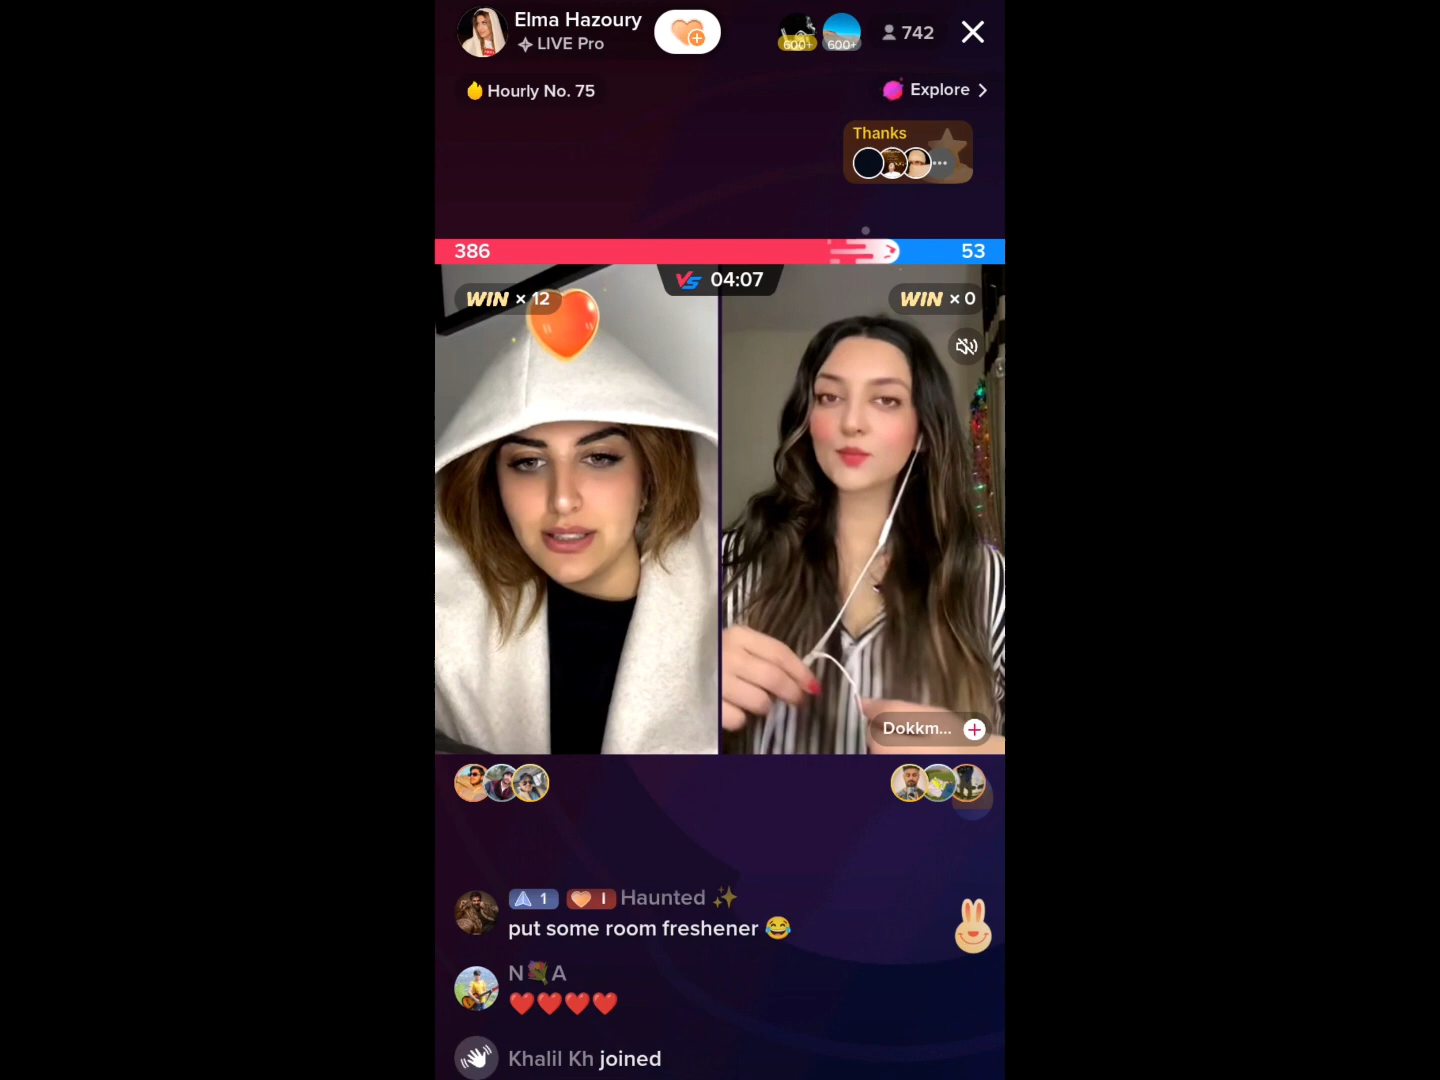 Elma Hazoury
LIVE Pro
600+
600+
742
Hourly No. 75
Explore
Thanks
386
53
VS 04:07
WIN × 12
WIN × 0
Dokkm...
1
I
Haunted ✨
put some room freshener 😂
N💐A
❤️❤️❤️❤️
Khalil Kh joined